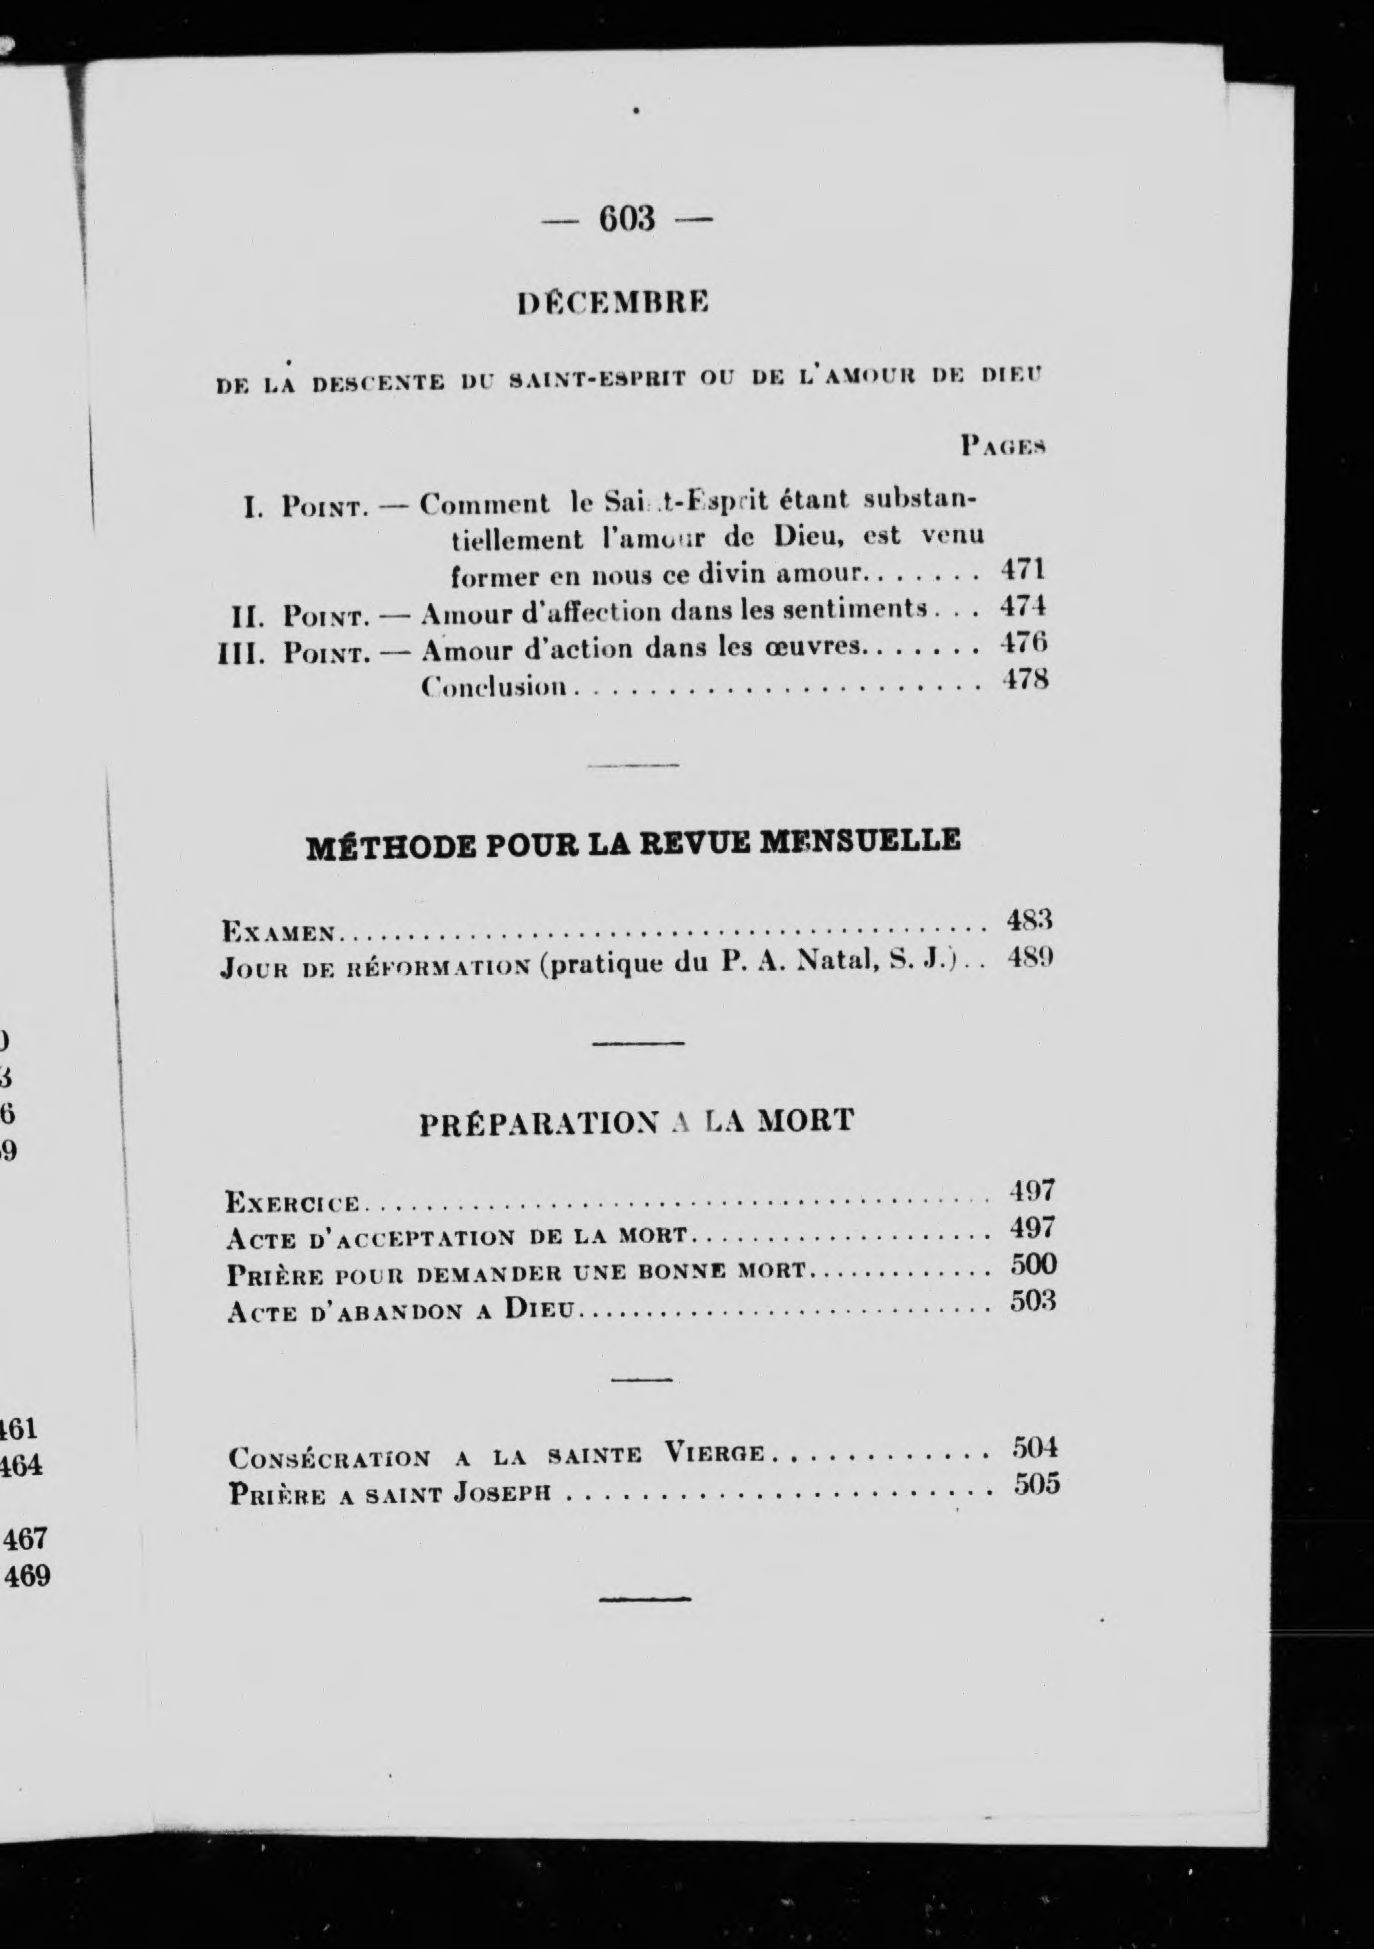 — 603 —
DÉCEMBRE
DE LA DESCENTE DU SAINT-ESPRIT OU DE L'AMOUR DE DIEU
PAGES
I. POINT. — Comment le Saint-Esprit étant substan-
tiellement l'amour de Dieu, est venu
former en nous ce divin amour....... 471
II. POINT. — Amour d'affection dans les sentiments... 474
III. POINT. — Amour d'action dans les œuvres....... 476
Conclusion...................... 478
MÉTHODE POUR LA REVUE MENSUELLE
EXAMEN.......................................... 483
JOUR DE RÉFORMATION (pratique du P. A. Natal, S. J.).. 489
PRÉPARATION A LA MORT
EXERCICE......................................... 497
ACTE D'ACCEPTATION DE LA MORT.................... 497
PRIÈRE POUR DEMANDER UNE BONNE MORT............. 500
ACTE D'ABANDON A DIEU........................... 503
CONSÉCRATION A LA SAINTE VIERGE............ 504
PRIÈRE A SAINT JOSEPH ....................... 505
461
464
467
469